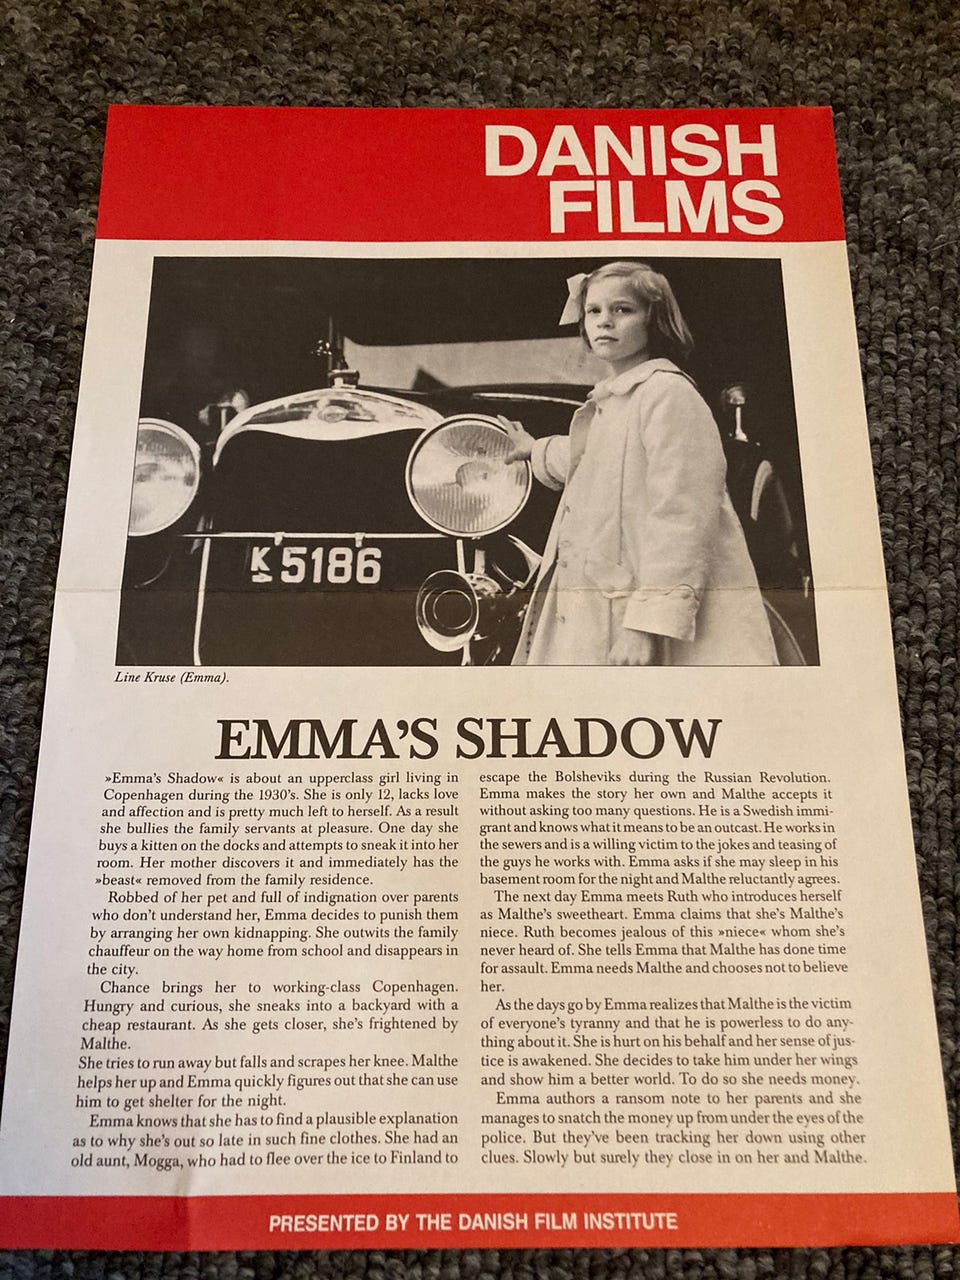 DANISH
FILMS
K 5186
Line Kruse (Emma).
EMMA'S SHADOW
»Emma's Shadow« is about an upperclass girl living in
Copenhagen during the 1930's. She is only 12, lacks love
and affection and is pretty much left to herself. As a result
she bullies the family servants at pleasure. One day she
buys a kitten on the docks and attempts to sneak it into her
room. Her mother discovers it and immediately has the
»beast« removed from the family residence.
Robbed of her pet and full of indignation over parents
who don't understand her, Emma decides to punish them
by arranging her own kidnapping. She outwits the family
chauffeur on the way home from school and disappears in
the city.
Chance brings her to working-class Copenhagen.
Hungry and curious, she sneaks into a backyard with a
cheap restaurant. As she gets closer, she's frightened by
Malthe.
She tries to run away but falls and scrapes her knee. Malthe
helps her up and Emma quickly figures out that she can use
him to get shelter for the night.
Emma knows that she has to find a plausible explanation
as to why she's out so late in such fine clothes. She had an
old aunt, Mogga, who had to flee over the ice to Finland to
escape the Bolsheviks during the Russian Revolution.
Emma makes the story her own and Malthe accepts it
without asking too many questions. He is a Swedish immi-
grant and knows what it means to be an outcast. He works in
the sewers and is a willing victim to the jokes and teasing of
the guys he works with. Emma asks if she may sleep in his
basement room for the night and Malthe reluctantly agrees.
The next day Emma meets Ruth who introduces herself
as Malthe's sweetheart. Emma claims that she's Malthe's
niece. Ruth becomes jealous of this »niece« whom she's
never heard of. She tells Emma that Malthe has done time
for assault. Emma needs Malthe and chooses not to believe
her.
As the days go by Emma realizes that Malthe is the victim
of everyone's tyranny and that he is powerless to do any-
thing about it. She is hurt on his behalf and her sense of jus-
tice is awakened. She decides to take him under her wings
and show him a better world. To do so she needs money.
Emma authors a ransom note to her parents and she
manages to snatch the money up from under the eyes of the
police. But they've been tracking her down using other
clues. Slowly but surely they close in on her and Malthe.
PRESENTED BY THE DANISH FILM INSTITUTE